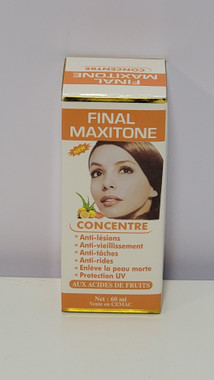 FINAL
MAXITONE
CONCENTRE
FINAL
MAXITONE
CONCENTRE
• Anti-lésions
• Anti-vieillissement
• Anti-tâches
• Anti-rides
• Enlève la peau morte
• Protection UV
AUX ACIDES DE FRUITS
Net : 60 ml
Vente en CEMAC